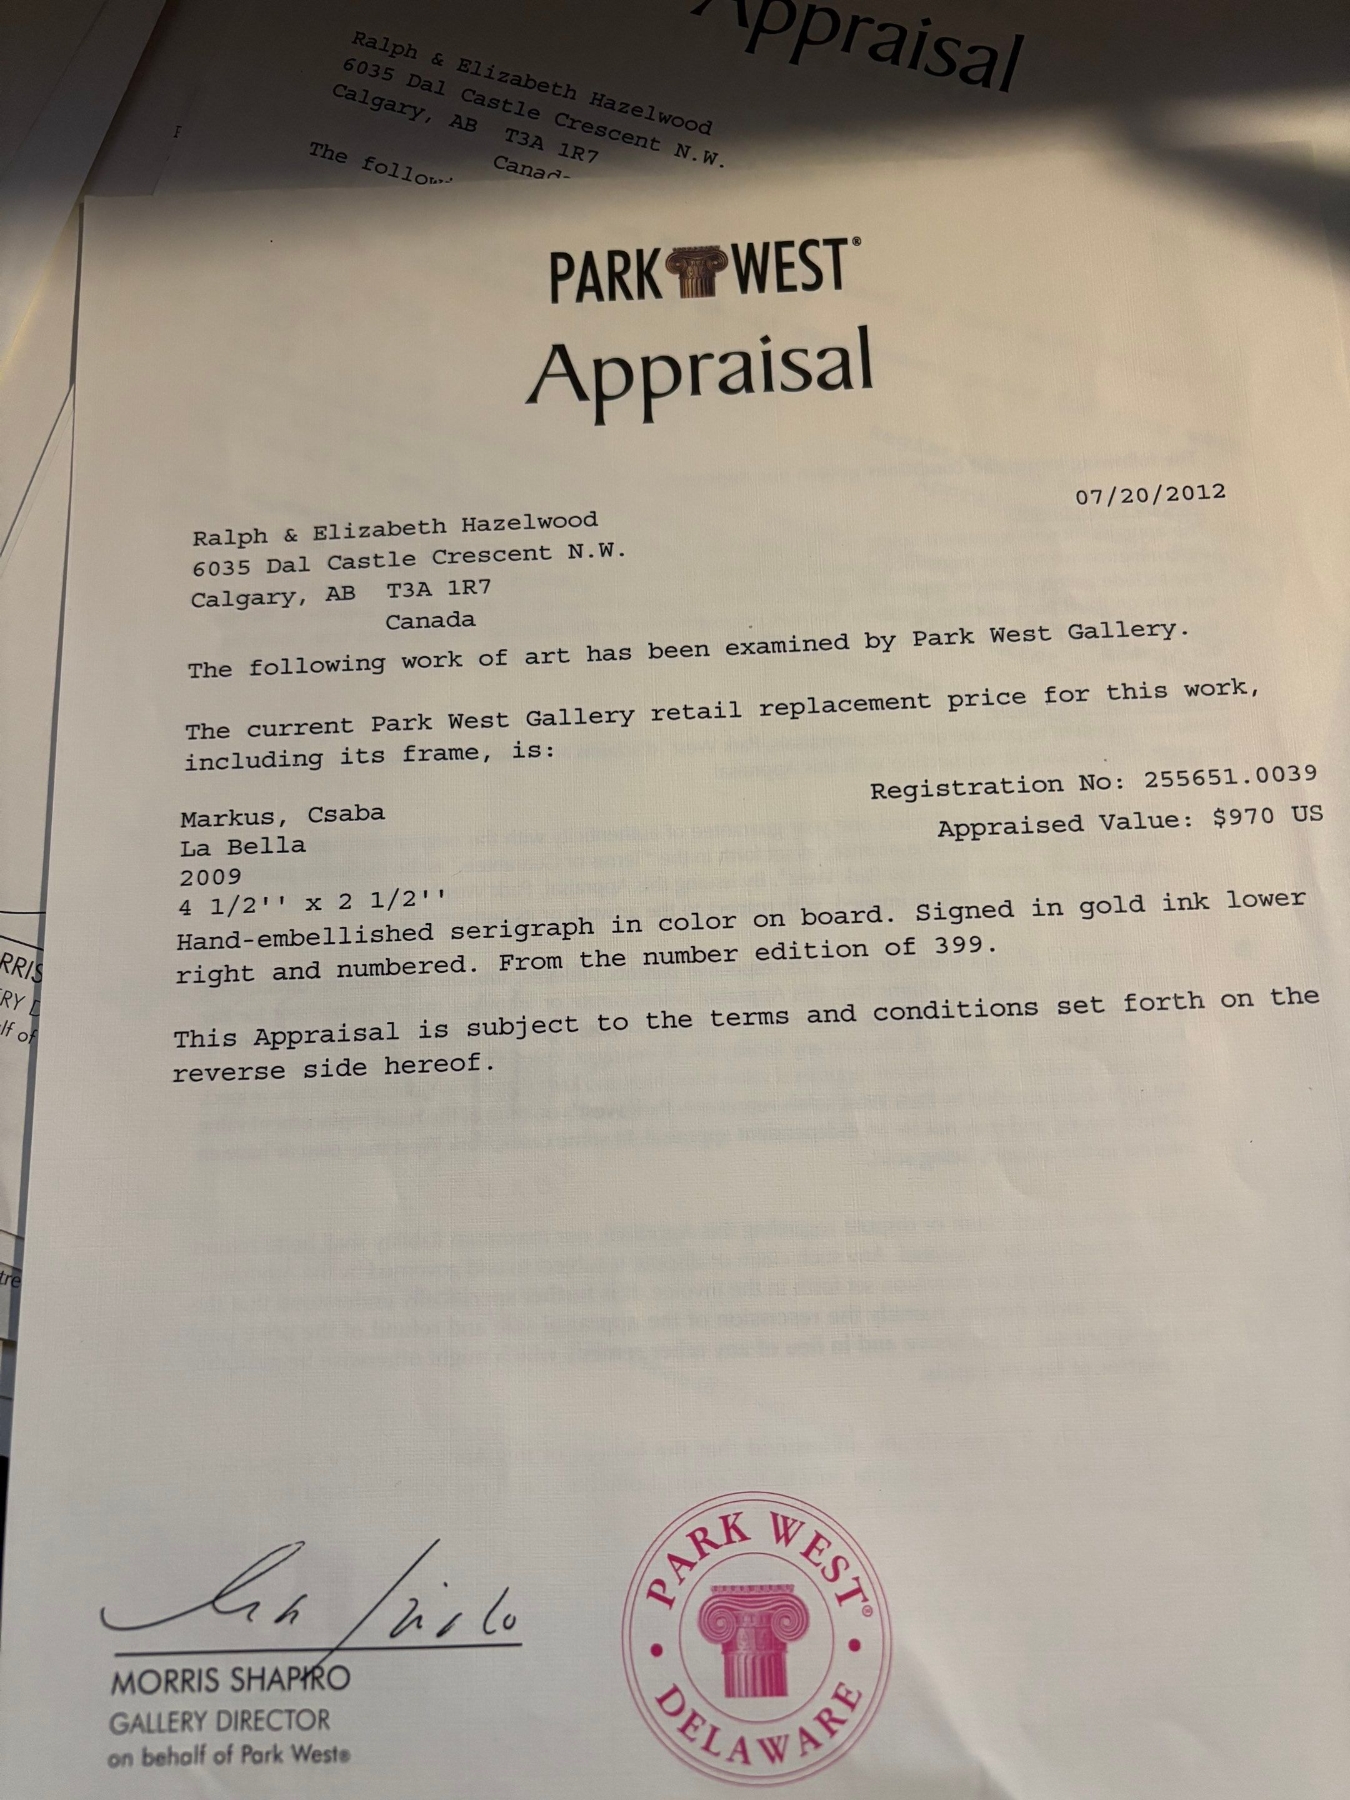 Appraisal
Ralph & Elizabeth Hazelwood
6035 Dal Castle Crescent N.W.
Calgary, AB  T3A 1R7
Canad
The follow
PARK WEST®
Appraisal
07/20/2012
Ralph & Elizabeth Hazelwood
6035 Dal Castle Crescent N.W.
Calgary, AB  T3A 1R7
Canada
The following work of art has been examined by Park West Gallery.
The current Park West Gallery retail replacement price for this work,
including its frame, is:
Registration No: 255651.0039
Appraised Value: $970 US
Markus, Csaba
La Bella
2009
4 1/2'' x 2 1/2''
Hand-embellished serigraph in color on board. Signed in gold ink lower
right and numbered. From the number edition of 399.
This Appraisal is subject to the terms and conditions set forth on the
reverse side hereof.
RRIS
RY D
lf of
tre
MORRIS SHAPIRO
GALLERY DIRECTOR
on behalf of Park West®
PARK WEST®
DELAWARE